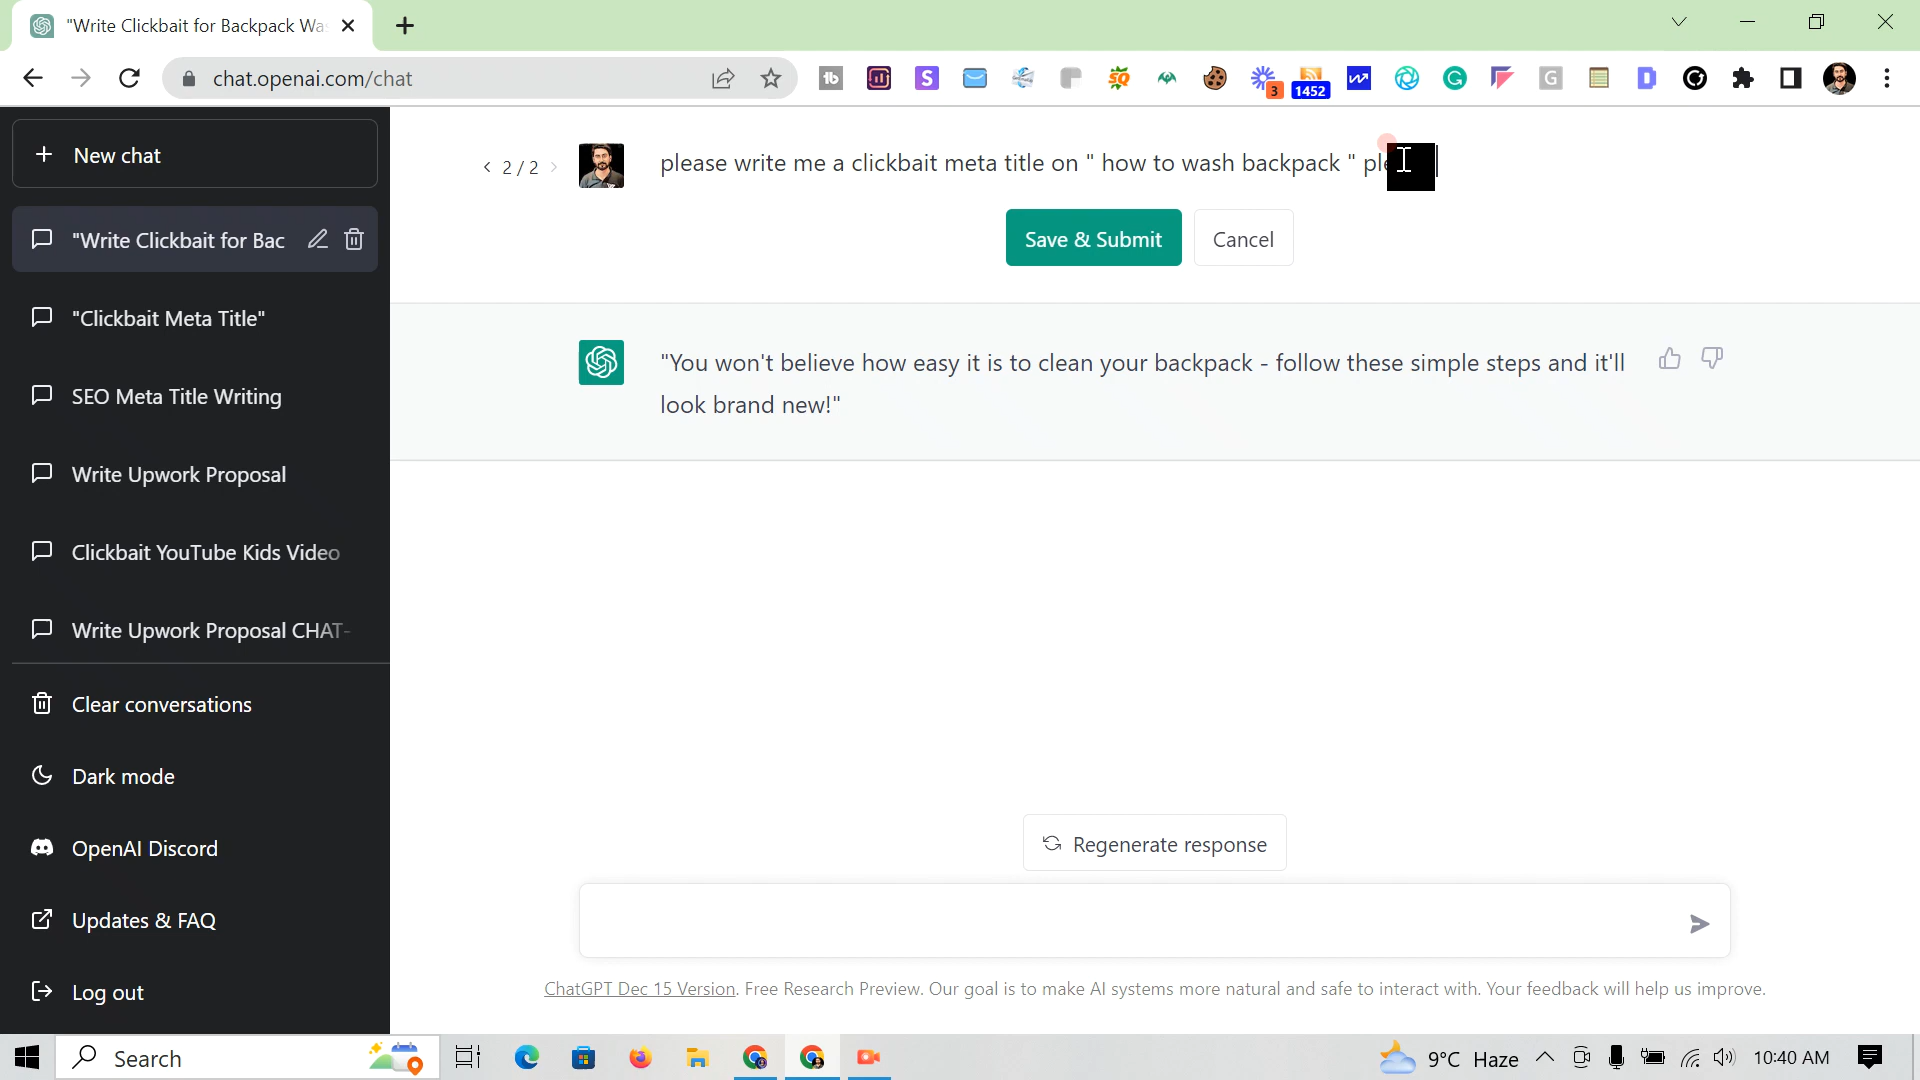 "Write Clickbait for Backpack Wa
chat.openai.com/chat
3
1452
New chat
"Write Clickbait for Bac
"Clickbait Meta Title"
SEO Meta Title Writing
Write Upwork Proposal
Clickbait YouTube Kids Video
Write Upwork Proposal CHAT-
Clear conversations
Dark mode
OpenAI Discord
Updates & FAQ
Log out
< 2 / 2 >
please write me a clickbait meta title on " how to wash backpack "
Save & Submit
Cancel
"You won't believe how easy it is to clean your backpack - follow these simple steps and it'll
look brand new!"
Regenerate response
ChatGPT Dec 15 Version. Free Research Preview. Our goal is to make AI systems more natural and safe to interact with. Your feedback will help us improve.
Search
9°C Haze
10:40 AM